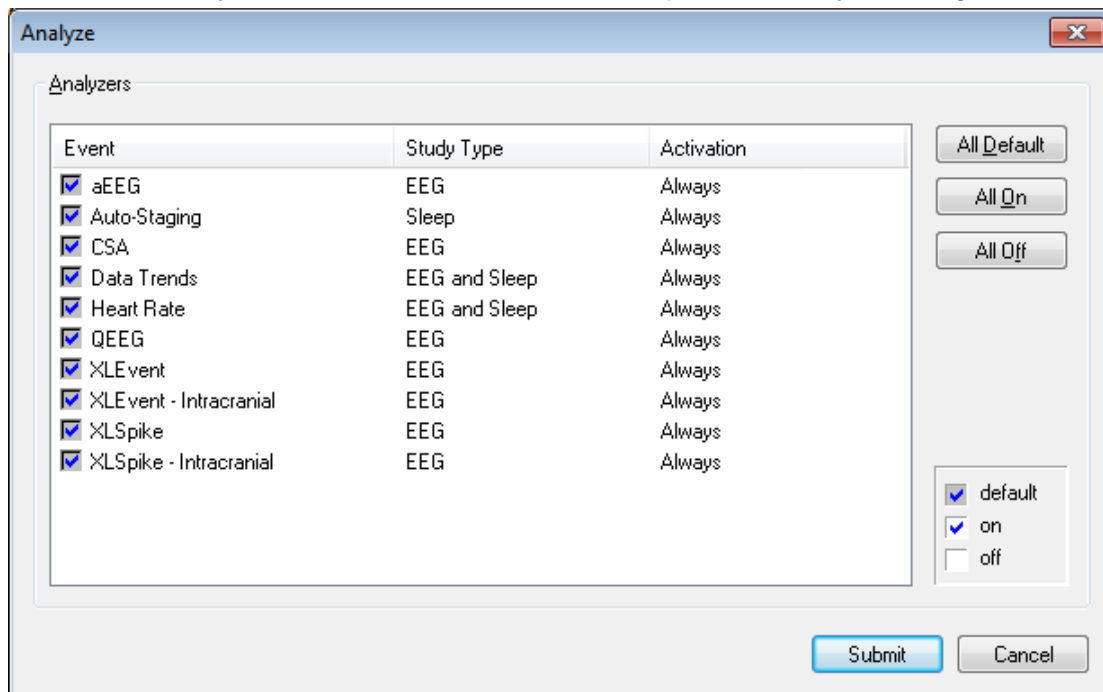 Analyze
Analyzers
Event Study Type Activation
aEEG EEG Always
Auto-Staging Sleep Always
CSA EEG Always
Data Trends EEG and Sleep Always
Heart Rate EEG and Sleep Always
QEEG EEG Always
XLEvent EEG Always
XLEvent - Intracranial EEG Always
XLSpike EEG Always
XLSpike - Intracranial EEG Always
All Default
All On
All Off
default
on
off
Submit Cancel